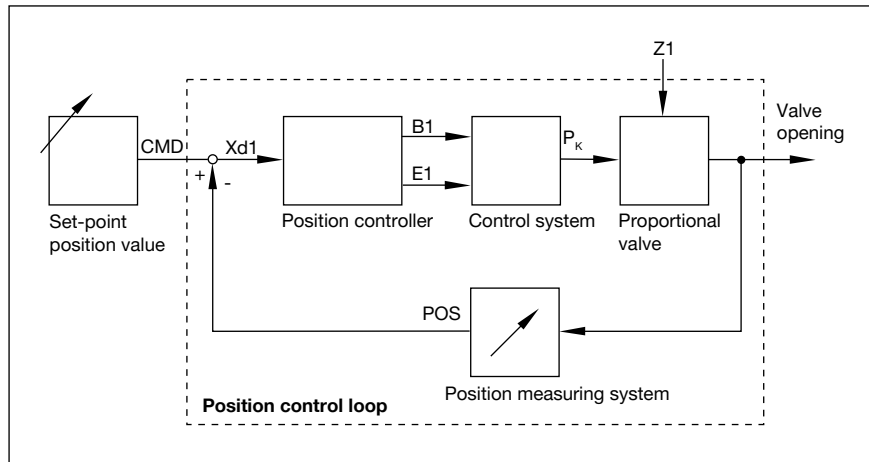 Z1
Valve
opening
CMD
Xd1
B1
E1
P_K
+
-
Set-point
position value
Position controller
Control system
Proportional
valve
POS
Position measuring system
Position control loop